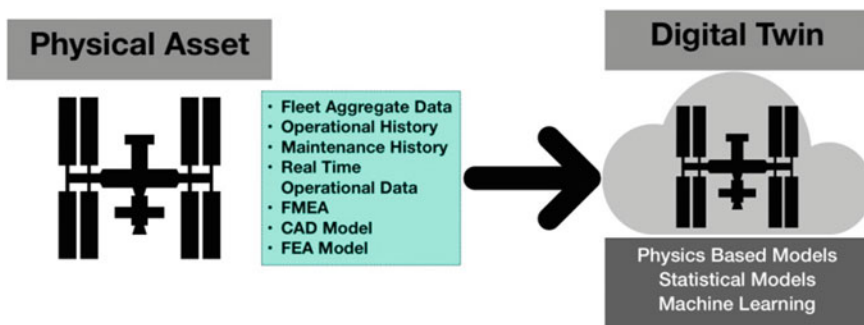 Physical Asset
• Fleet Aggregate Data
• Operational History
• Maintenance History
• Real Time
Operational Data
• FMEA
• CAD Model
• FEA Model
Digital Twin
Physics Based Models
Statistical Models
Machine Learning